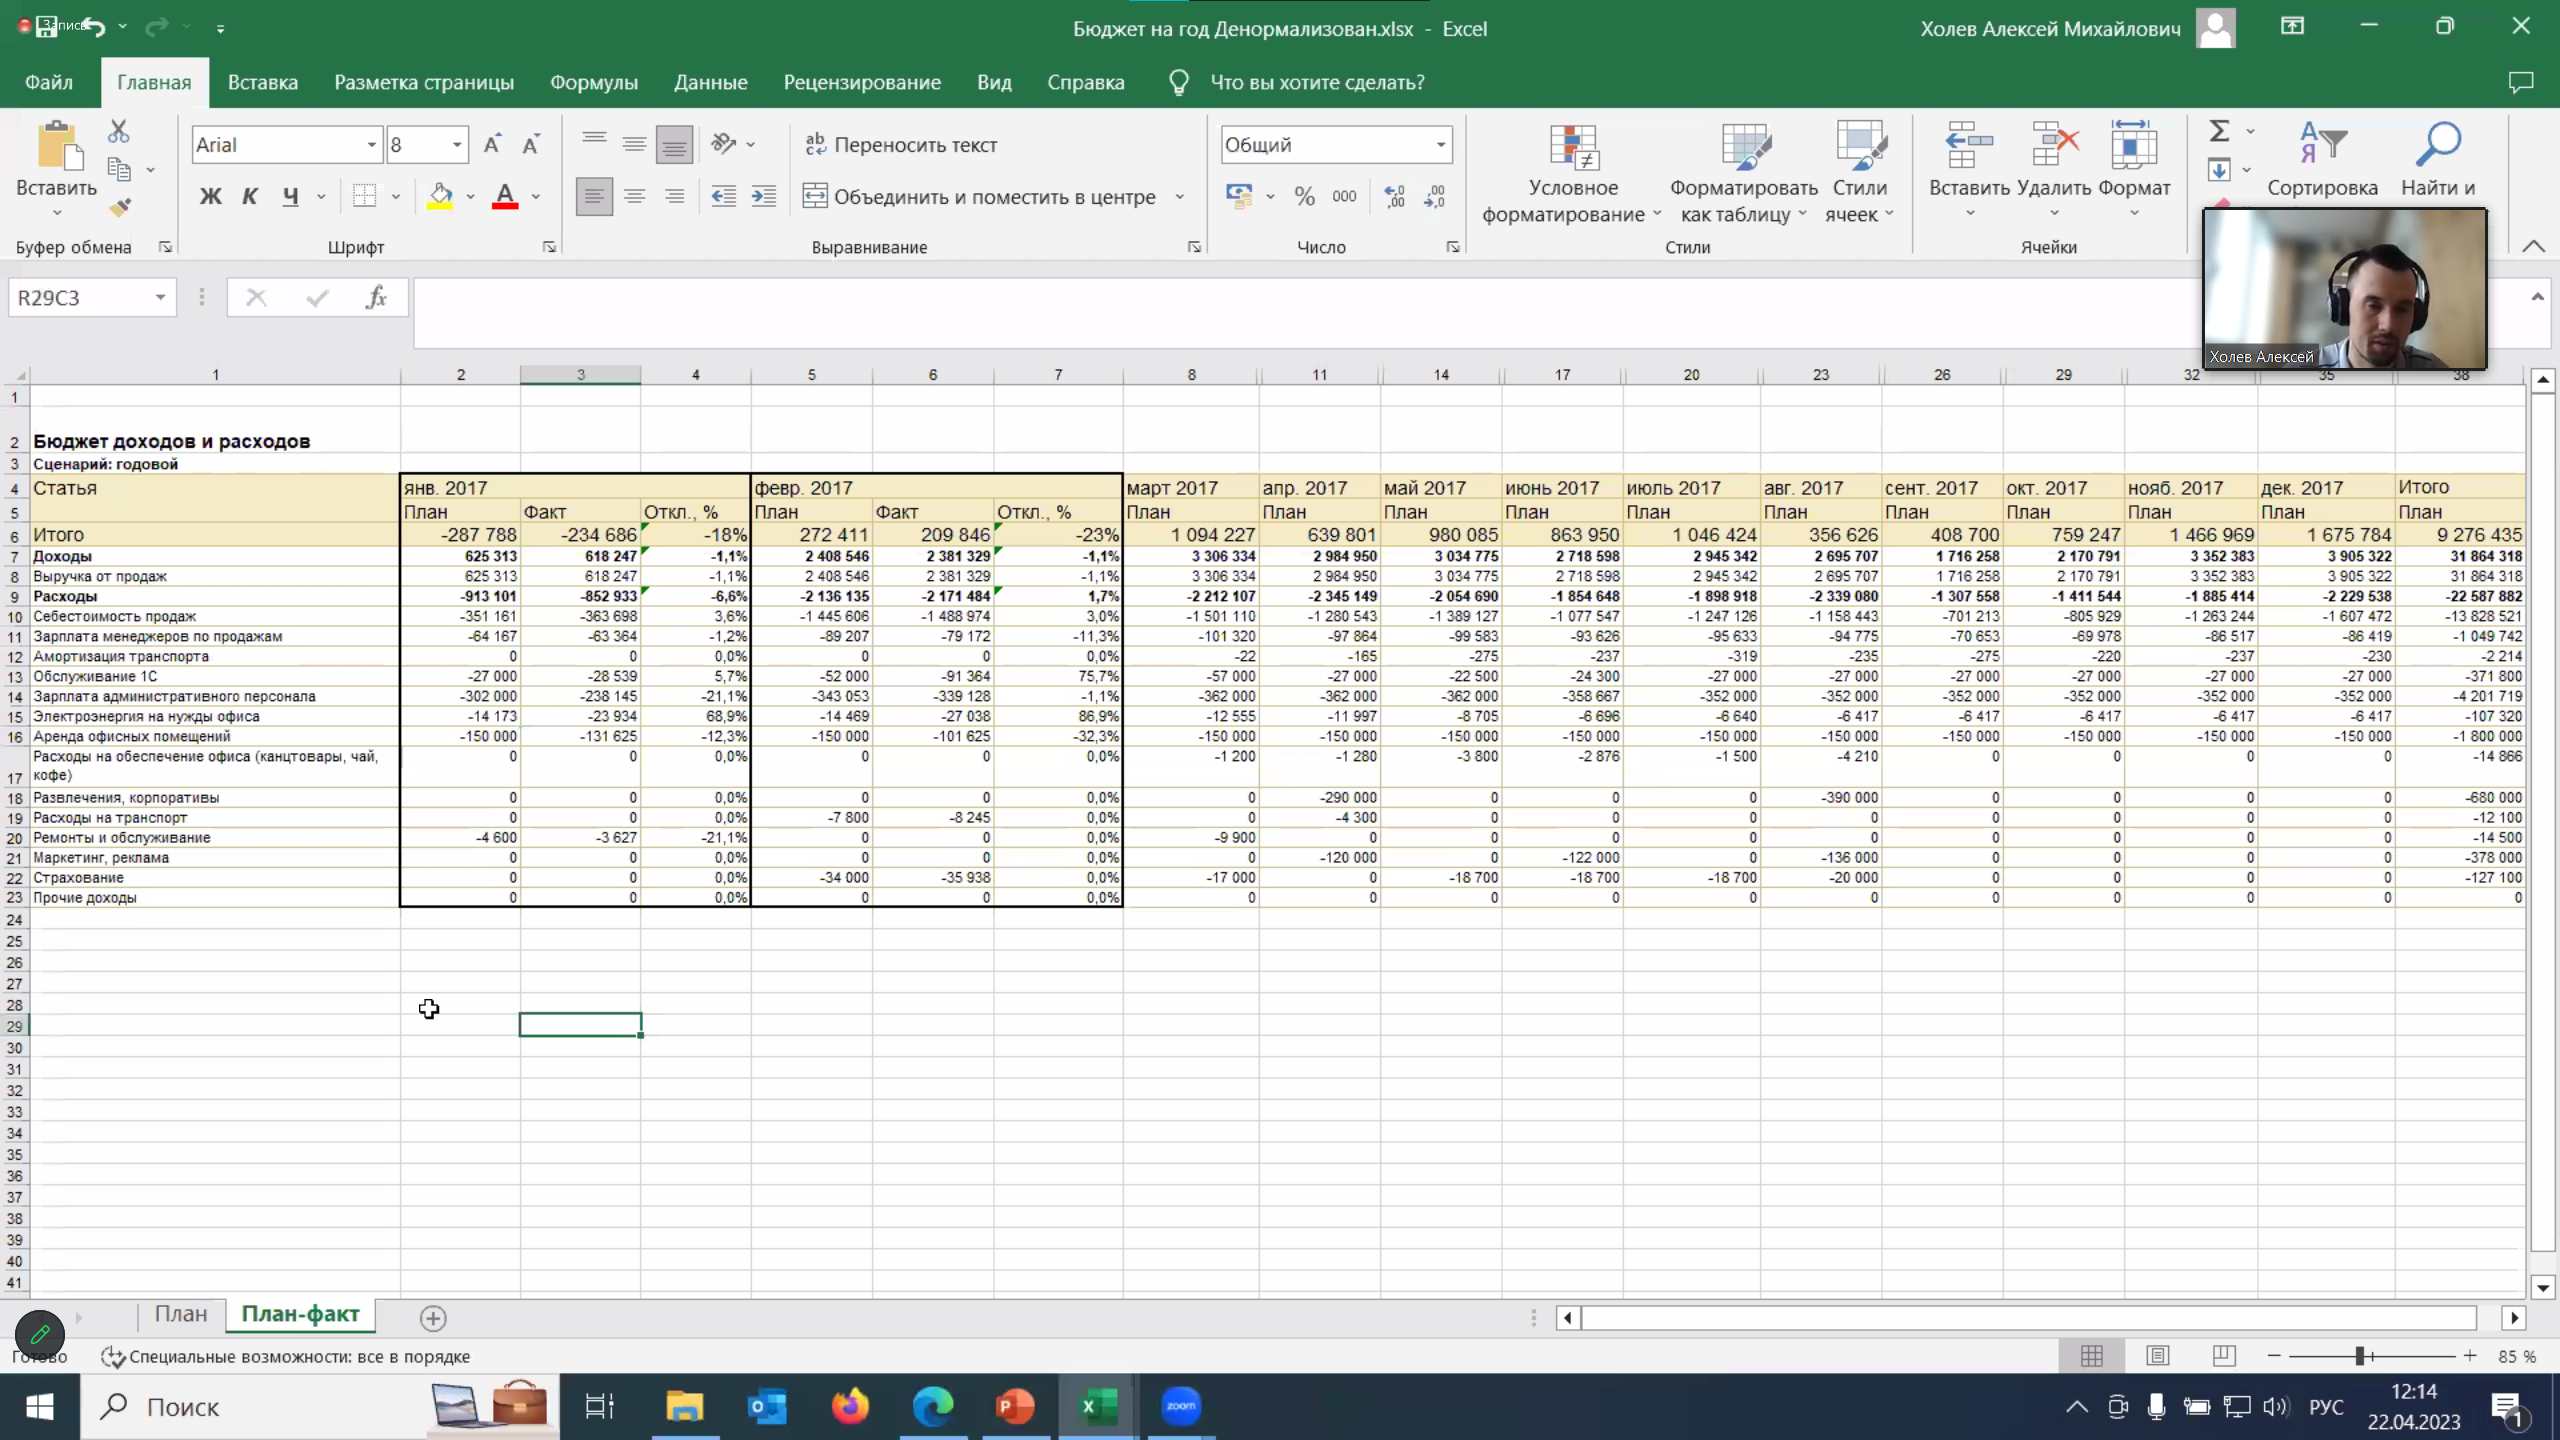 Запись
Бюджет на год Денормализован.xlsx - Excel
Холев Алексей Михайлович
Файл Главная Вставка Разметка страницы Формулы Данные Рецензирование Вид Справка Что вы хотите сделать?
Arial 8
Переносить текст
Общий
Вставить
Ж К Ч
Объединить и поместить в центре
% 000
Условное форматирование
Форматировать как таблицу
Стили ячеек
Вставить Удалить Формат
Сортировка
Найти и
Буфер обмена Шрифт Выравнивание Число Стили Ячейки
R29C3
fx
Холев Алексей
1 2 3 4 5 6 7 8 11 14 17 20 23 26 29 32 35 38
1
2 Бюджет доходов и расходов
3 Сценарий: годовой
4 Статья янв. 2017 февр. 2017 март 2017 апр. 2017 май 2017 июнь 2017 июль 2017 авг. 2017 сент. 2017 окт. 2017 нояб. 2017 дек. 2017 Итого
5 План Факт Откл., % План Факт Откл., % План План План План План План План План План План План
6 Итого -287 788 -234 686 -18% 272 411 209 846 -23% 1 094 227 639 801 980 085 863 950 1 046 424 356 626 408 700 759 247 1 466 969 1 675 784 9 276 435
7 Доходы 625 313 618 247 -1,1% 2 408 546 2 381 329 -1,1% 3 306 334 2 984 950 3 034 775 2 718 598 2 945 342 2 695 707 1 716 258 2 170 791 3 352 383 3 905 322 31 864 318
8 Выручка от продаж 625 313 618 247 -1,1% 2 408 546 2 381 329 -1,1% 3 306 334 2 984 950 3 034 775 2 718 598 2 945 342 2 695 707 1 716 258 2 170 791 3 352 383 3 905 322 31 864 318
9 Расходы -913 101 -852 933 -6,6% -2 136 135 -2 171 484 1,7% -2 212 107 -2 345 149 -2 054 690 -1 854 648 -1 898 918 -2 339 080 -1 307 558 -1 411 544 -1 885 414 -2 229 538 -22 587 882
10 Себестоимость продаж -351 161 -363 698 3,6% -1 445 606 -1 488 974 3,0% -1 501 110 -1 280 543 -1 389 127 -1 077 547 -1 247 126 -1 158 443 -701 213 -805 929 -1 263 244 -1 607 472 -13 828 521
11 Зарплата менеджеров по продажам -64 167 -63 364 -1,2% -89 207 -79 172 -11,3% -101 320 -97 864 -99 583 -93 626 -95 633 -94 775 -70 653 -69 978 -86 517 -86 419 -1 049 742
12 Амортизация транспорта 0 0 0,0% 0 0 0,0% -22 -165 -275 -237 -319 -235 -275 -220 -237 -230 -2 214
13 Обслуживание 1С -27 000 -28 539 5,7% -52 000 -91 364 75,7% -57 000 -27 000 -22 500 -24 300 -27 000 -27 000 -27 000 -27 000 -27 000 -27 000 -371 800
14 Зарплата административного персонала -302 000 -238 145 -21,1% -343 053 -339 128 -1,1% -362 000 -362 000 -362 000 -358 667 -352 000 -352 000 -352 000 -352 000 -352 000 -352 000 -4 201 719
15 Электроэнергия на нужды офиса -14 173 -23 934 68,9% -14 469 -27 038 86,9% -12 555 -11 997 -8 705 -6 696 -6 640 -6 417 -6 417 -6 417 -6 417 -6 417 -107 320
16 Аренда офисных помещений -150 000 -131 625 -12,3% -150 000 -101 625 -32,3% -150 000 -150 000 -150 000 -150 000 -150 000 -150 000 -150 000 -150 000 -150 000 -150 000 -1 800 000
17 Расходы на обеспечение офиса (канцтовары, чай, кофе) 0 0 0,0% 0 0 0,0% -1 200 -1 280 -3 800 -2 876 -1 500 -4 210 0 0 0 0 -14 866
18 Развлечения, корпоративы 0 0 0,0% 0 0 0,0% 0 -290 000 0 0 0 -390 000 0 0 0 0 -680 000
19 Расходы на транспорт 0 0 0,0% -7 800 -8 245 0,0% 0 -4 300 0 0 0 0 0 0 0 0 -12 100
20 Ремонты и обслуживание -4 600 -3 627 -21,1% 0 0 0,0% -9 900 0 0 0 0 0 0 0 0 0 -14 500
21 Маркетинг, реклама 0 0 0,0% 0 0 0,0% 0 -120 000 0 -122 000 0 -136 000 0 0 0 0 -378 000
22 Страхование 0 0 0,0% -34 000 -35 938 0,0% -17 000 0 -18 700 -18 700 -18 700 -20 000 0 0 0 0 -127 100
23 Прочие доходы 0 0 0,0% 0 0 0,0% 0 0 0 0 0 0 0 0 0 0 0
24
25
26
27
28
29
30
31
32
33
34
35
36
37
38
39
40
41
План План-факт
Готово Специальные возможности: все в порядке
85 %
Поиск
zoom
РУС
12:14
22.04.2023
1